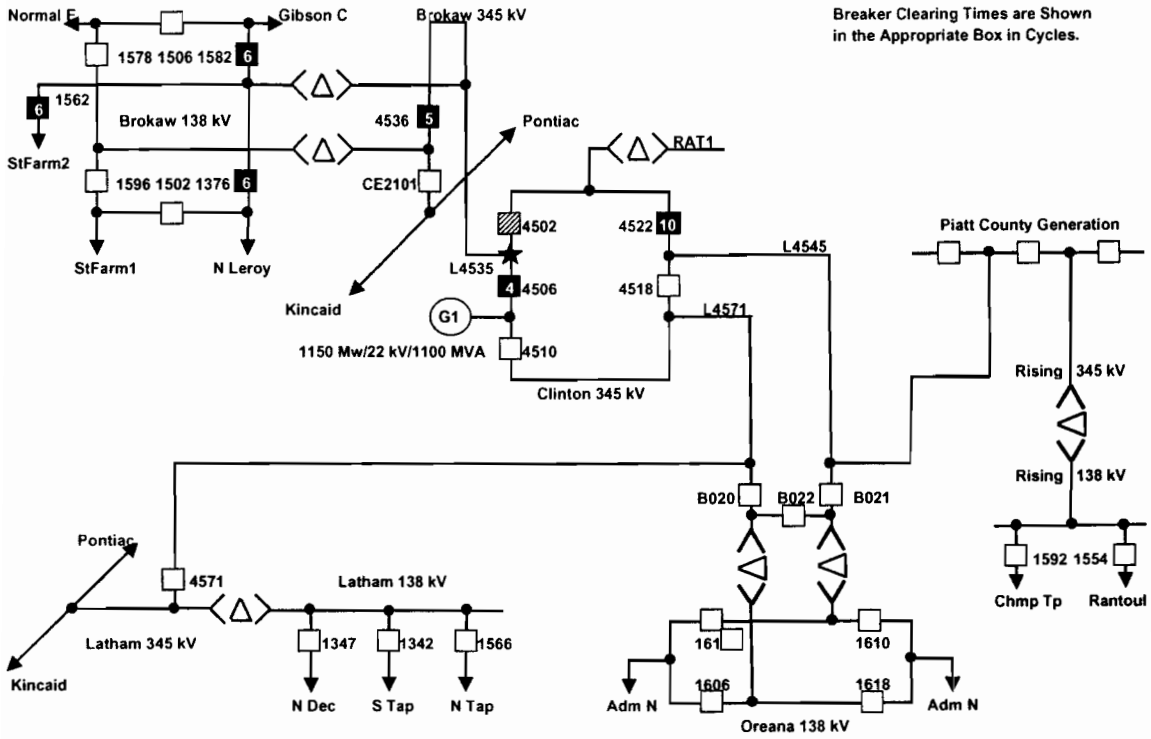 Normal E
Gibson C
Brokaw 345 kV
Breaker Clearing Times are Shown
in the Appropriate Box in Cycles.
1578 1506 1582 6
6 1562
Brokaw 138 kV
4536 5
Pontiac
StFarm2
RAT1
1596 1502 1376 6
CE2101
4502
4522 10
Piatt County Generation
StFarm1
N Leroy
L4535
L4545
4 4506
4518
Kincaid
G1
L4571
1150 Mw/22 kV/1100 MVA
4510
Clinton 345 kV
Rising 345 kV
Rising 138 kV
B020
B022
B021
Pontiac
4571
Latham 138 kV
1592 1554
Chmp Tp
Rantoul
Latham 345 kV
1347
1342
1566
161
1610
Kincaid
N Dec
S Tap
N Tap
Adm N
1606
1618
Adm N
Oreana 138 kV